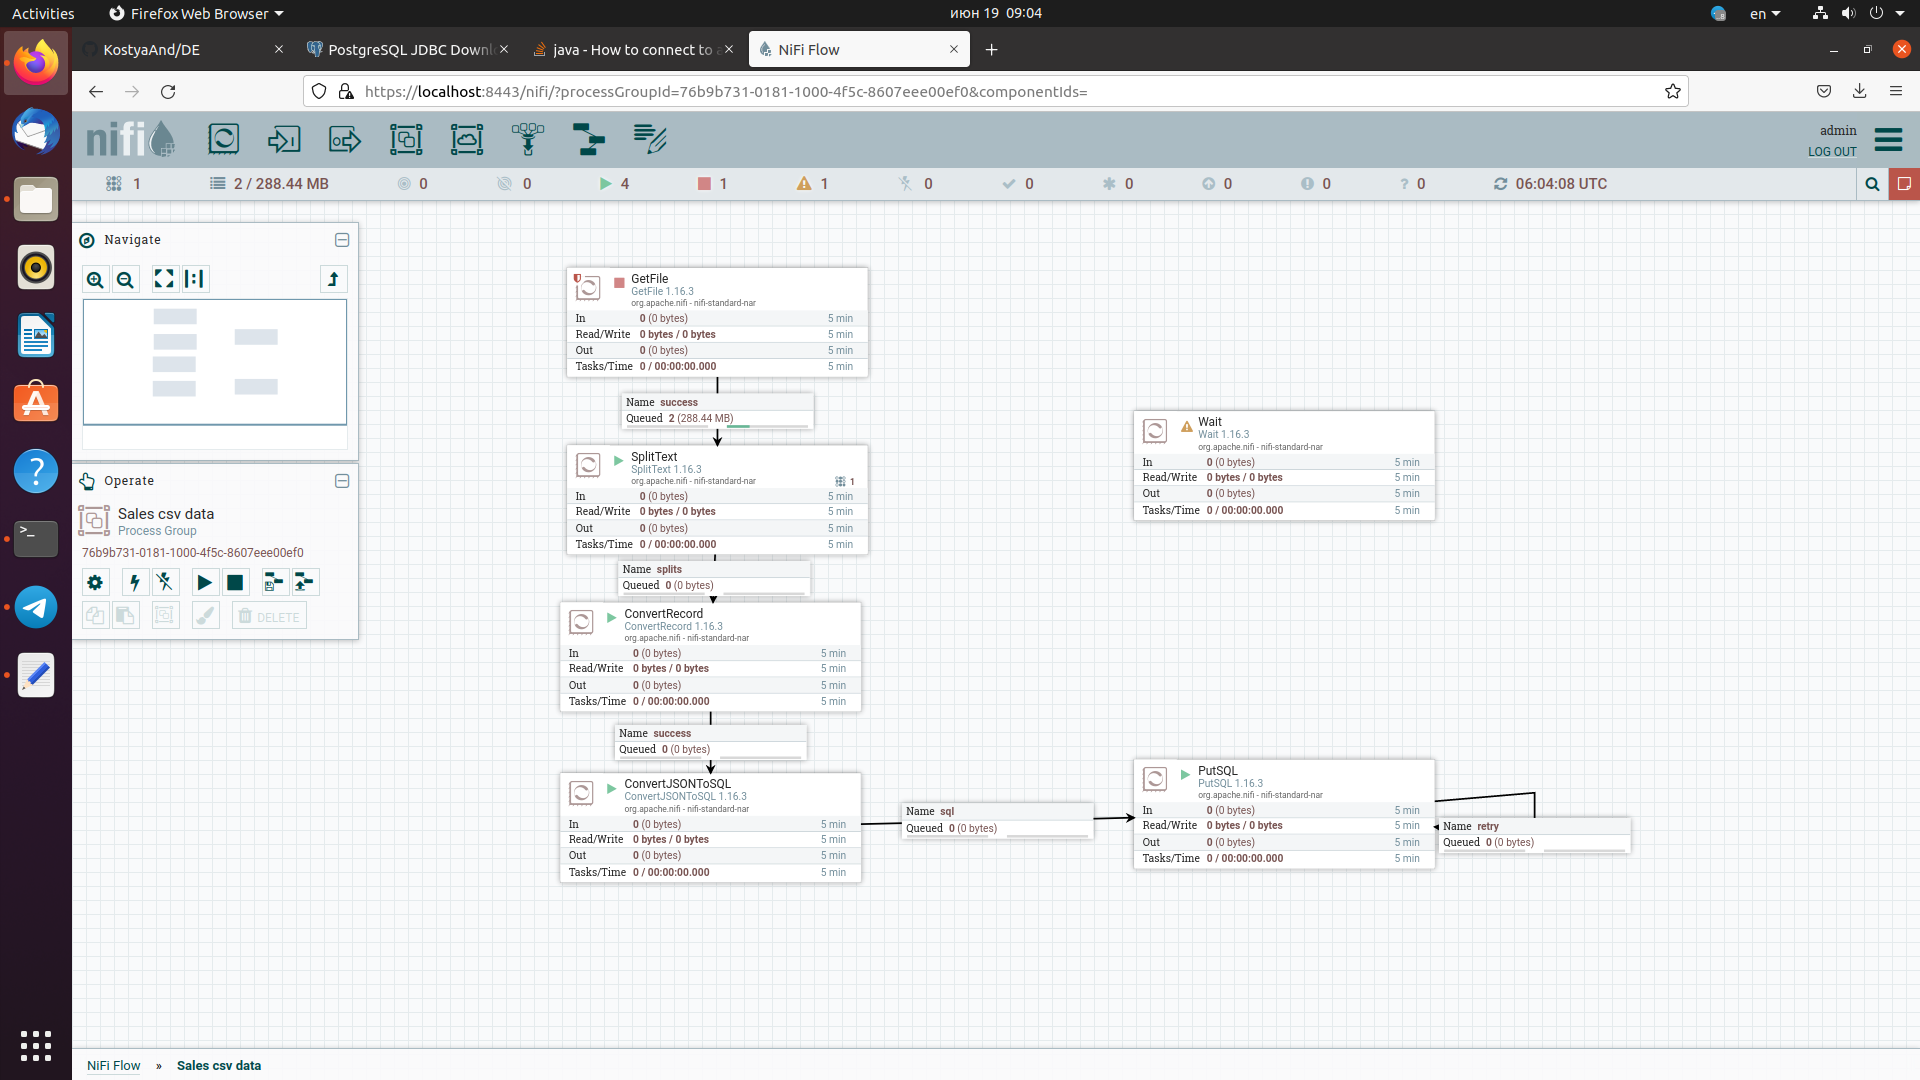 Activities
Firefox Web Browser
июн 19 09:04
en
KostyaAnd/DE
PostgreSQL JDBC Downl
java - How to connect to a
NiFi Flow
https://localhost:8443/nifi/?processGroupId=76b9b731-0181-1000-4f5c-8607eee00ef0&componentIds=
nifi
admin
LOG OUT
1
2 / 288.44 MB
0
0
4
1
1
0
0
0
0
0
? 0
06:04:08 UTC
Navigate
Operate
Sales csv data
Process Group
76b9b731-0181-1000-4f5c-8607eee00ef0
DELETE
GetFile
GetFile 1.16.3
org.apache.nifi - nifi-standard-nar
In 0 (0 bytes) 5 min
Read/Write 0 bytes / 0 bytes 5 min
Out 0 (0 bytes) 5 min
Tasks/Time 0 / 00:00:00.000 5 min
Name success
Queued 2 (288.44 MB)
SplitText
SplitText 1.16.3
org.apache.nifi - nifi-standard-nar
1
In 0 (0 bytes) 5 min
Read/Write 0 bytes / 0 bytes 5 min
Out 0 (0 bytes) 5 min
Tasks/Time 0 / 00:00:00.000 5 min
Name splits
Queued 0 (0 bytes)
ConvertRecord
ConvertRecord 1.16.3
org.apache.nifi - nifi-standard-nar
In 0 (0 bytes) 5 min
Read/Write 0 bytes / 0 bytes 5 min
Out 0 (0 bytes) 5 min
Tasks/Time 0 / 00:00:00.000 5 min
Name success
Queued 0 (0 bytes)
ConvertJSONToSQL
ConvertJSONToSQL 1.16.3
org.apache.nifi - nifi-standard-nar
In 0 (0 bytes) 5 min
Read/Write 0 bytes / 0 bytes 5 min
Out 0 (0 bytes) 5 min
Tasks/Time 0 / 00:00:00.000 5 min
Name sql
Queued 0 (0 bytes)
Wait
Wait 1.16.3
org.apache.nifi - nifi-standard-nar
In 0 (0 bytes) 5 min
Read/Write 0 bytes / 0 bytes 5 min
Out 0 (0 bytes) 5 min
Tasks/Time 0 / 00:00:00.000 5 min
PutSQL
PutSQL 1.16.3
org.apache.nifi - nifi-standard-nar
In 0 (0 bytes) 5 min
Read/Write 0 bytes / 0 bytes 5 min
Out 0 (0 bytes) 5 min
Tasks/Time 0 / 00:00:00.000 5 min
Name retry
Queued 0 (0 bytes)
NiFi Flow » Sales csv data